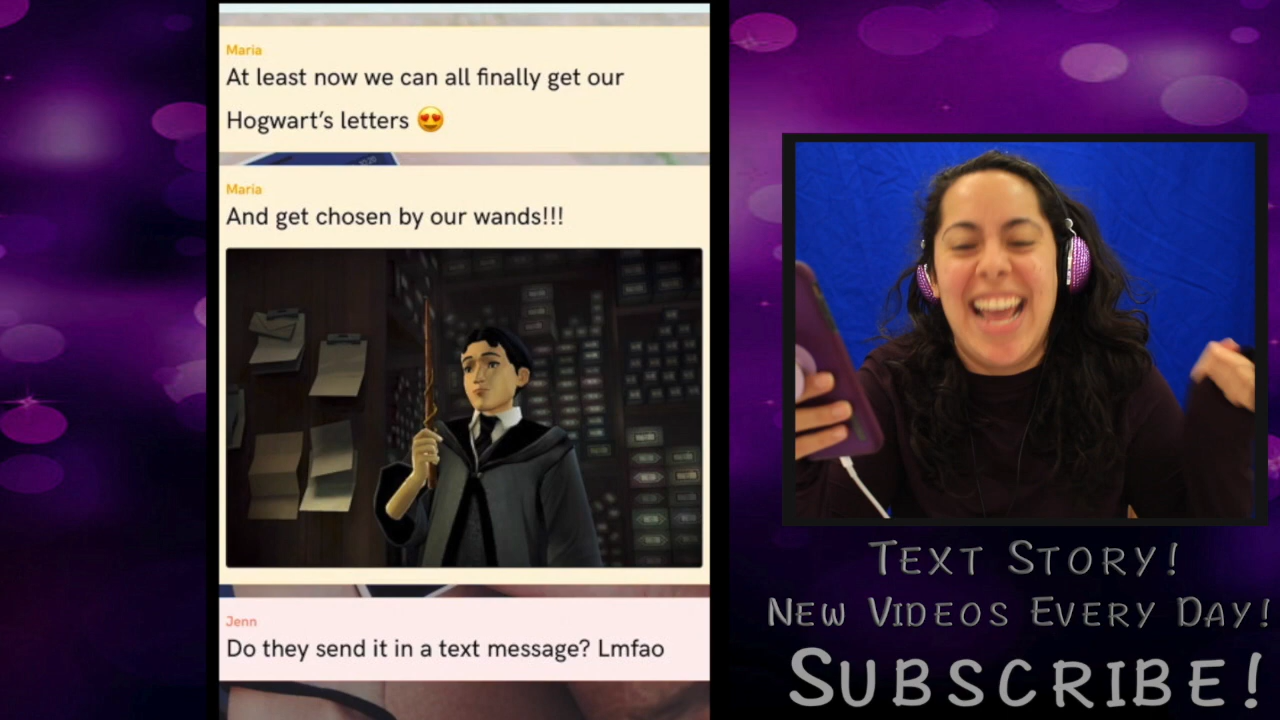 Maria
At least now we can all finally get our
Hogwart’s letters 😍
Maria
And get chosen by our wands!!!
Jenn
Do they send it in a text message? Lmfao
Text Story!
New Videos Every Day!
Subscribe!